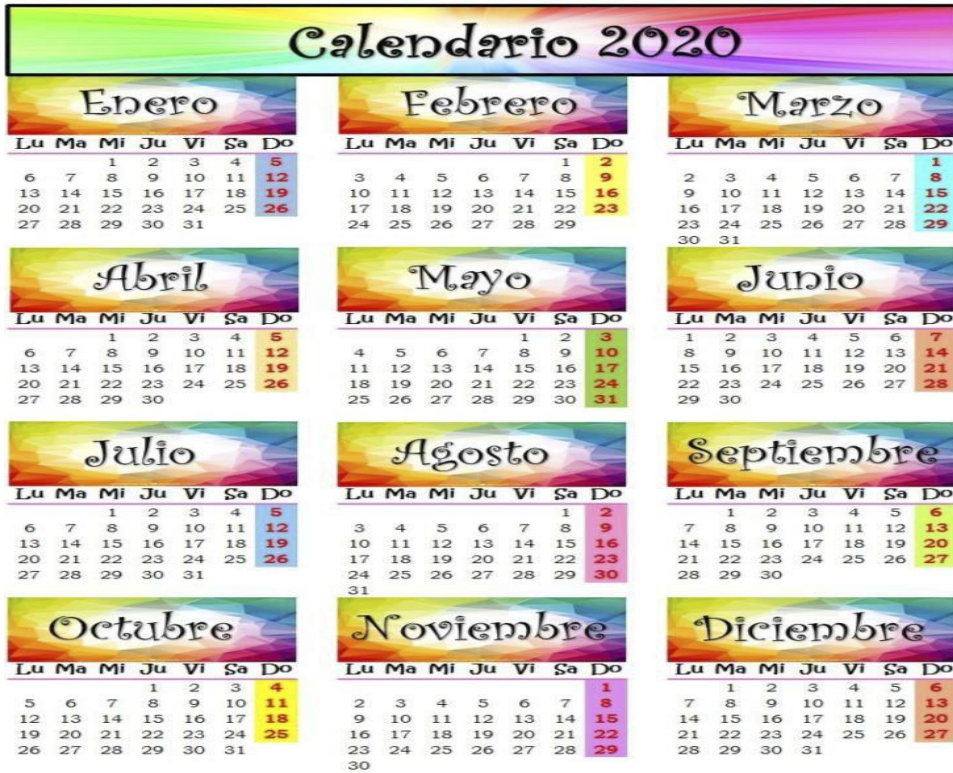 Calendario 2020
Enero
Lu Ma Mi Ju Vi Sa Do
1 2 3 4 5
6 7 8 9 10 11 12
13 14 15 16 17 18 19
20 21 22 23 24 25 26
27 28 29 30 31
Febrero
Lu Ma Mi Ju Vi Sa Do
1 2
3 4 5 6 7 8 9
10 11 12 13 14 15 16
17 18 19 20 21 22 23
24 25 26 27 28 29
Marzo
Lu Ma Mi Ju Vi Sa Do
1
2 3 4 5 6 7 8
9 10 11 12 13 14 15
16 17 18 19 20 21 22
23 24 25 26 27 28 29
30 31
Abril
Lu Ma Mi Ju Vi Sa Do
1 2 3 4 5
6 7 8 9 10 11 12
13 14 15 16 17 18 19
20 21 22 23 24 25 26
27 28 29 30
Mayo
Lu Ma Mi Ju Vi Sa Do
1 2 3
4 5 6 7 8 9 10
11 12 13 14 15 16 17
18 19 20 21 22 23 24
25 26 27 28 29 30 31
Junio
Lu Ma Mi Ju Vi Sa Do
1 2 3 4 5 6 7
8 9 10 11 12 13 14
15 16 17 18 19 20 21
22 23 24 25 26 27 28
29 30
Julio
Lu Ma Mi Ju Vi Sa Do
1 2 3 4 5
6 7 8 9 10 11 12
13 14 15 16 17 18 19
20 21 22 23 24 25 26
27 28 29 30 31
Agosto
Lu Ma Mi Ju Vi Sa Do
1 2
3 4 5 6 7 8 9
10 11 12 13 14 15 16
17 18 19 20 21 22 23
24 25 26 27 28 29 30
31
Septiembre
Lu Ma Mi Ju Vi Sa Do
1 2 3 4 5 6
7 8 9 10 11 12 13
14 15 16 17 18 19 20
21 22 23 24 25 26 27
28 29 30
Octubre
Lu Ma Mi Ju Vi Sa Do
1 2 3 4
5 6 7 8 9 10 11
12 13 14 15 16 17 18
19 20 21 22 23 24 25
26 27 28 29 30 31
Noviembre
Lu Ma Mi Ju Vi Sa Do
1
2 3 4 5 6 7 8
9 10 11 12 13 14 15
16 17 18 19 20 21 22
23 24 25 26 27 28 29
30
Diciembre
Lu Ma Mi Ju Vi Sa Do
1 2 3 4 5 6
7 8 9 10 11 12 13
14 15 16 17 18 19 20
21 22 23 24 25 26 27
28 29 30 31